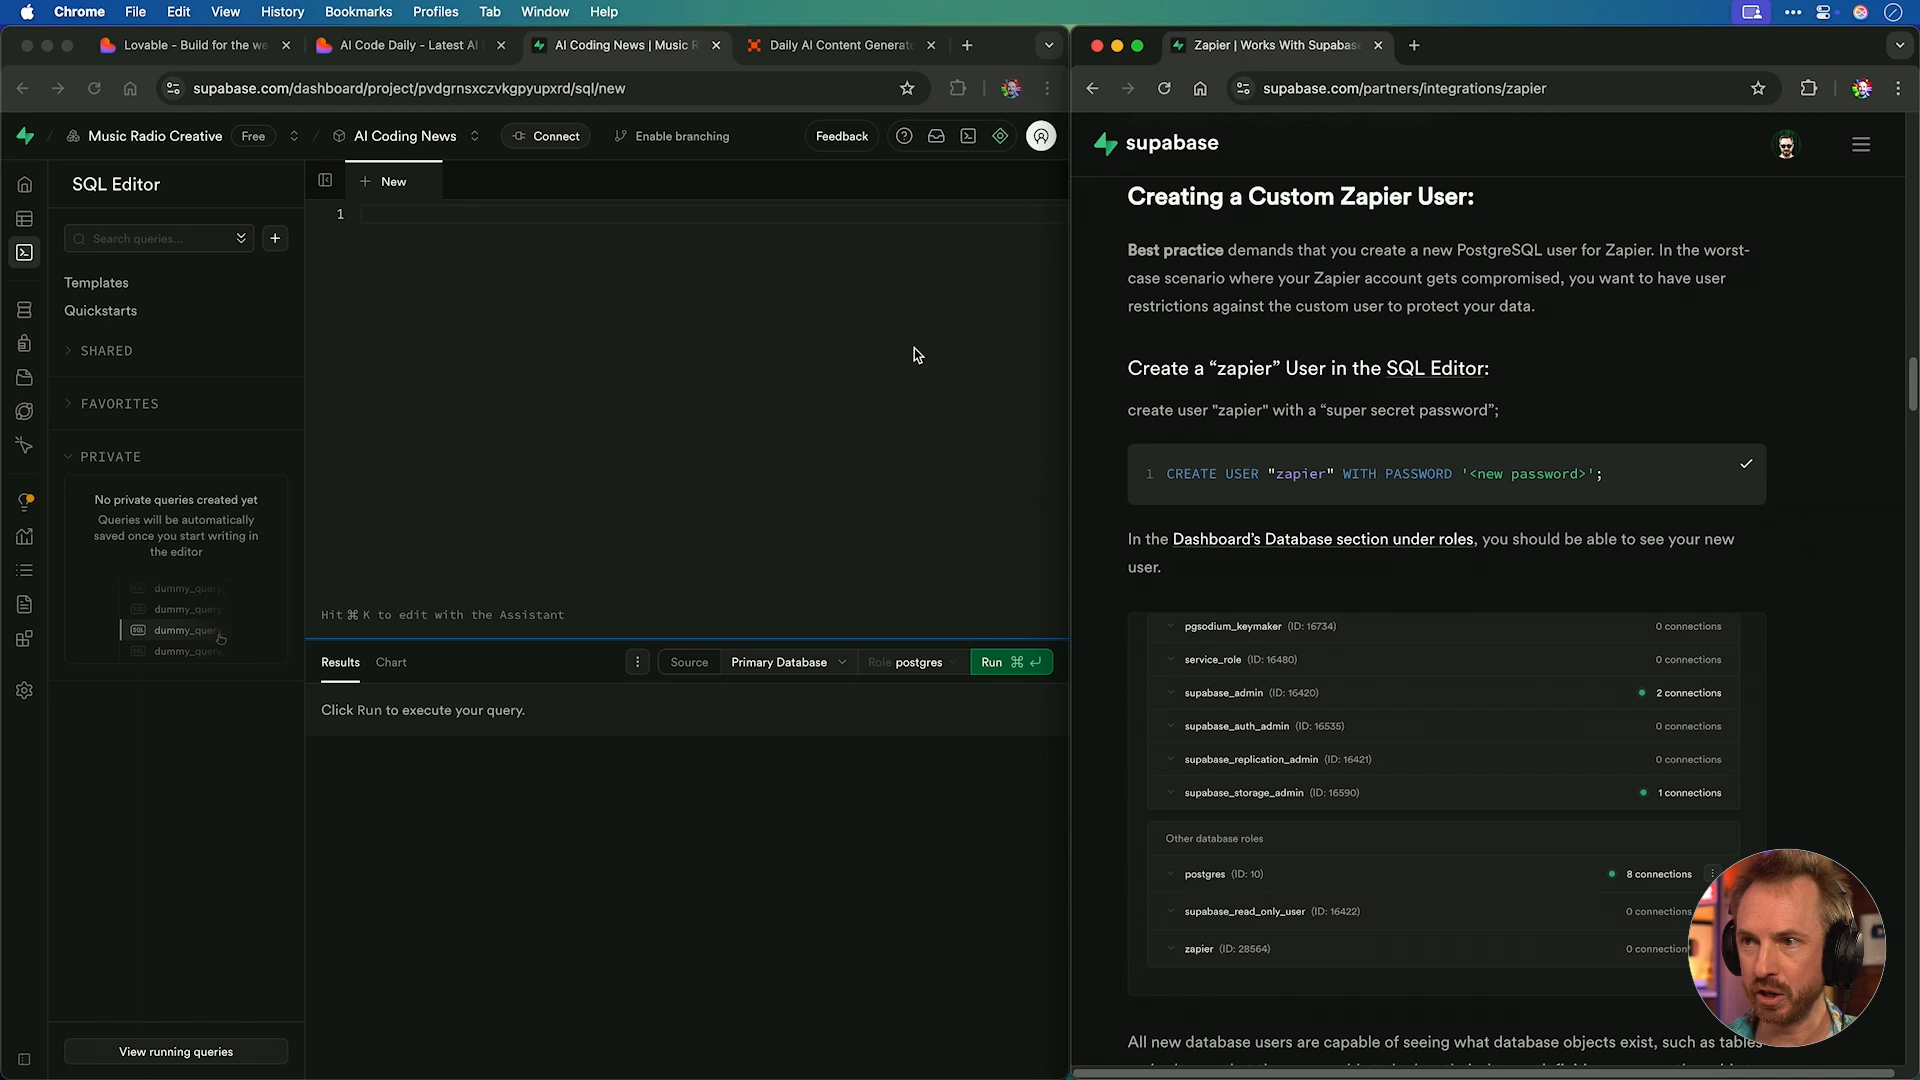 Chrome File Edit View History Bookmarks Profiles Tab Window Help
Lovable - Build for the we
AI Code Daily - Latest AI
AI Coding News | Music R
Daily AI Content Generato
supabase.com/dashboard/project/pvdgrnsxczvkgpyupxrd/sql/new
Music Radio Creative Free AI Coding News Connect Enable branching Feedback
SQL Editor
New
1
Search queries...
Templates
Quickstarts
SHARED
FAVORITES
PRIVATE
No private queries created yet
Queries will be automatically
saved once you start writing in
the editor
dummy_query
dummy_query
SQL dummy_query
dummy_query
View running queries
Hit ⌘ K to edit with the Assistant
Results Chart Source Primary Database Role postgres Run ⌘
Click Run to execute your query.
Zapier | Works With Supabase
supabase.com/partners/integrations/zapier
supabase
Creating a Custom Zapier User:
Best practice demands that you create a new PostgreSQL user for Zapier. In the worst-
case scenario where your Zapier account gets compromised, you want to have user
restrictions against the custom user to protect your data.
Create a “zapier” User in the SQL Editor:
create user "zapier" with a “super secret password”;
1 CREATE USER "zapier" WITH PASSWORD '<new password>';
In the Dashboard’s Database section under roles, you should be able to see your new
user.
pgsodium_keymaker (ID: 16734) 0 connections
service_role (ID: 16480) 0 connections
supabase_admin (ID: 16420) 2 connections
supabase_auth_admin (ID: 16535) 0 connections
supabase_replication_admin (ID: 16421) 0 connections
supabase_storage_admin (ID: 16590) 1 connections
Other database roles
postgres (ID: 10) 8 connections
supabase_read_only_user (ID: 16422) 0 connections
zapier (ID: 28564) 0 connection
All new database users are capable of seeing what database objects exist, such as tables